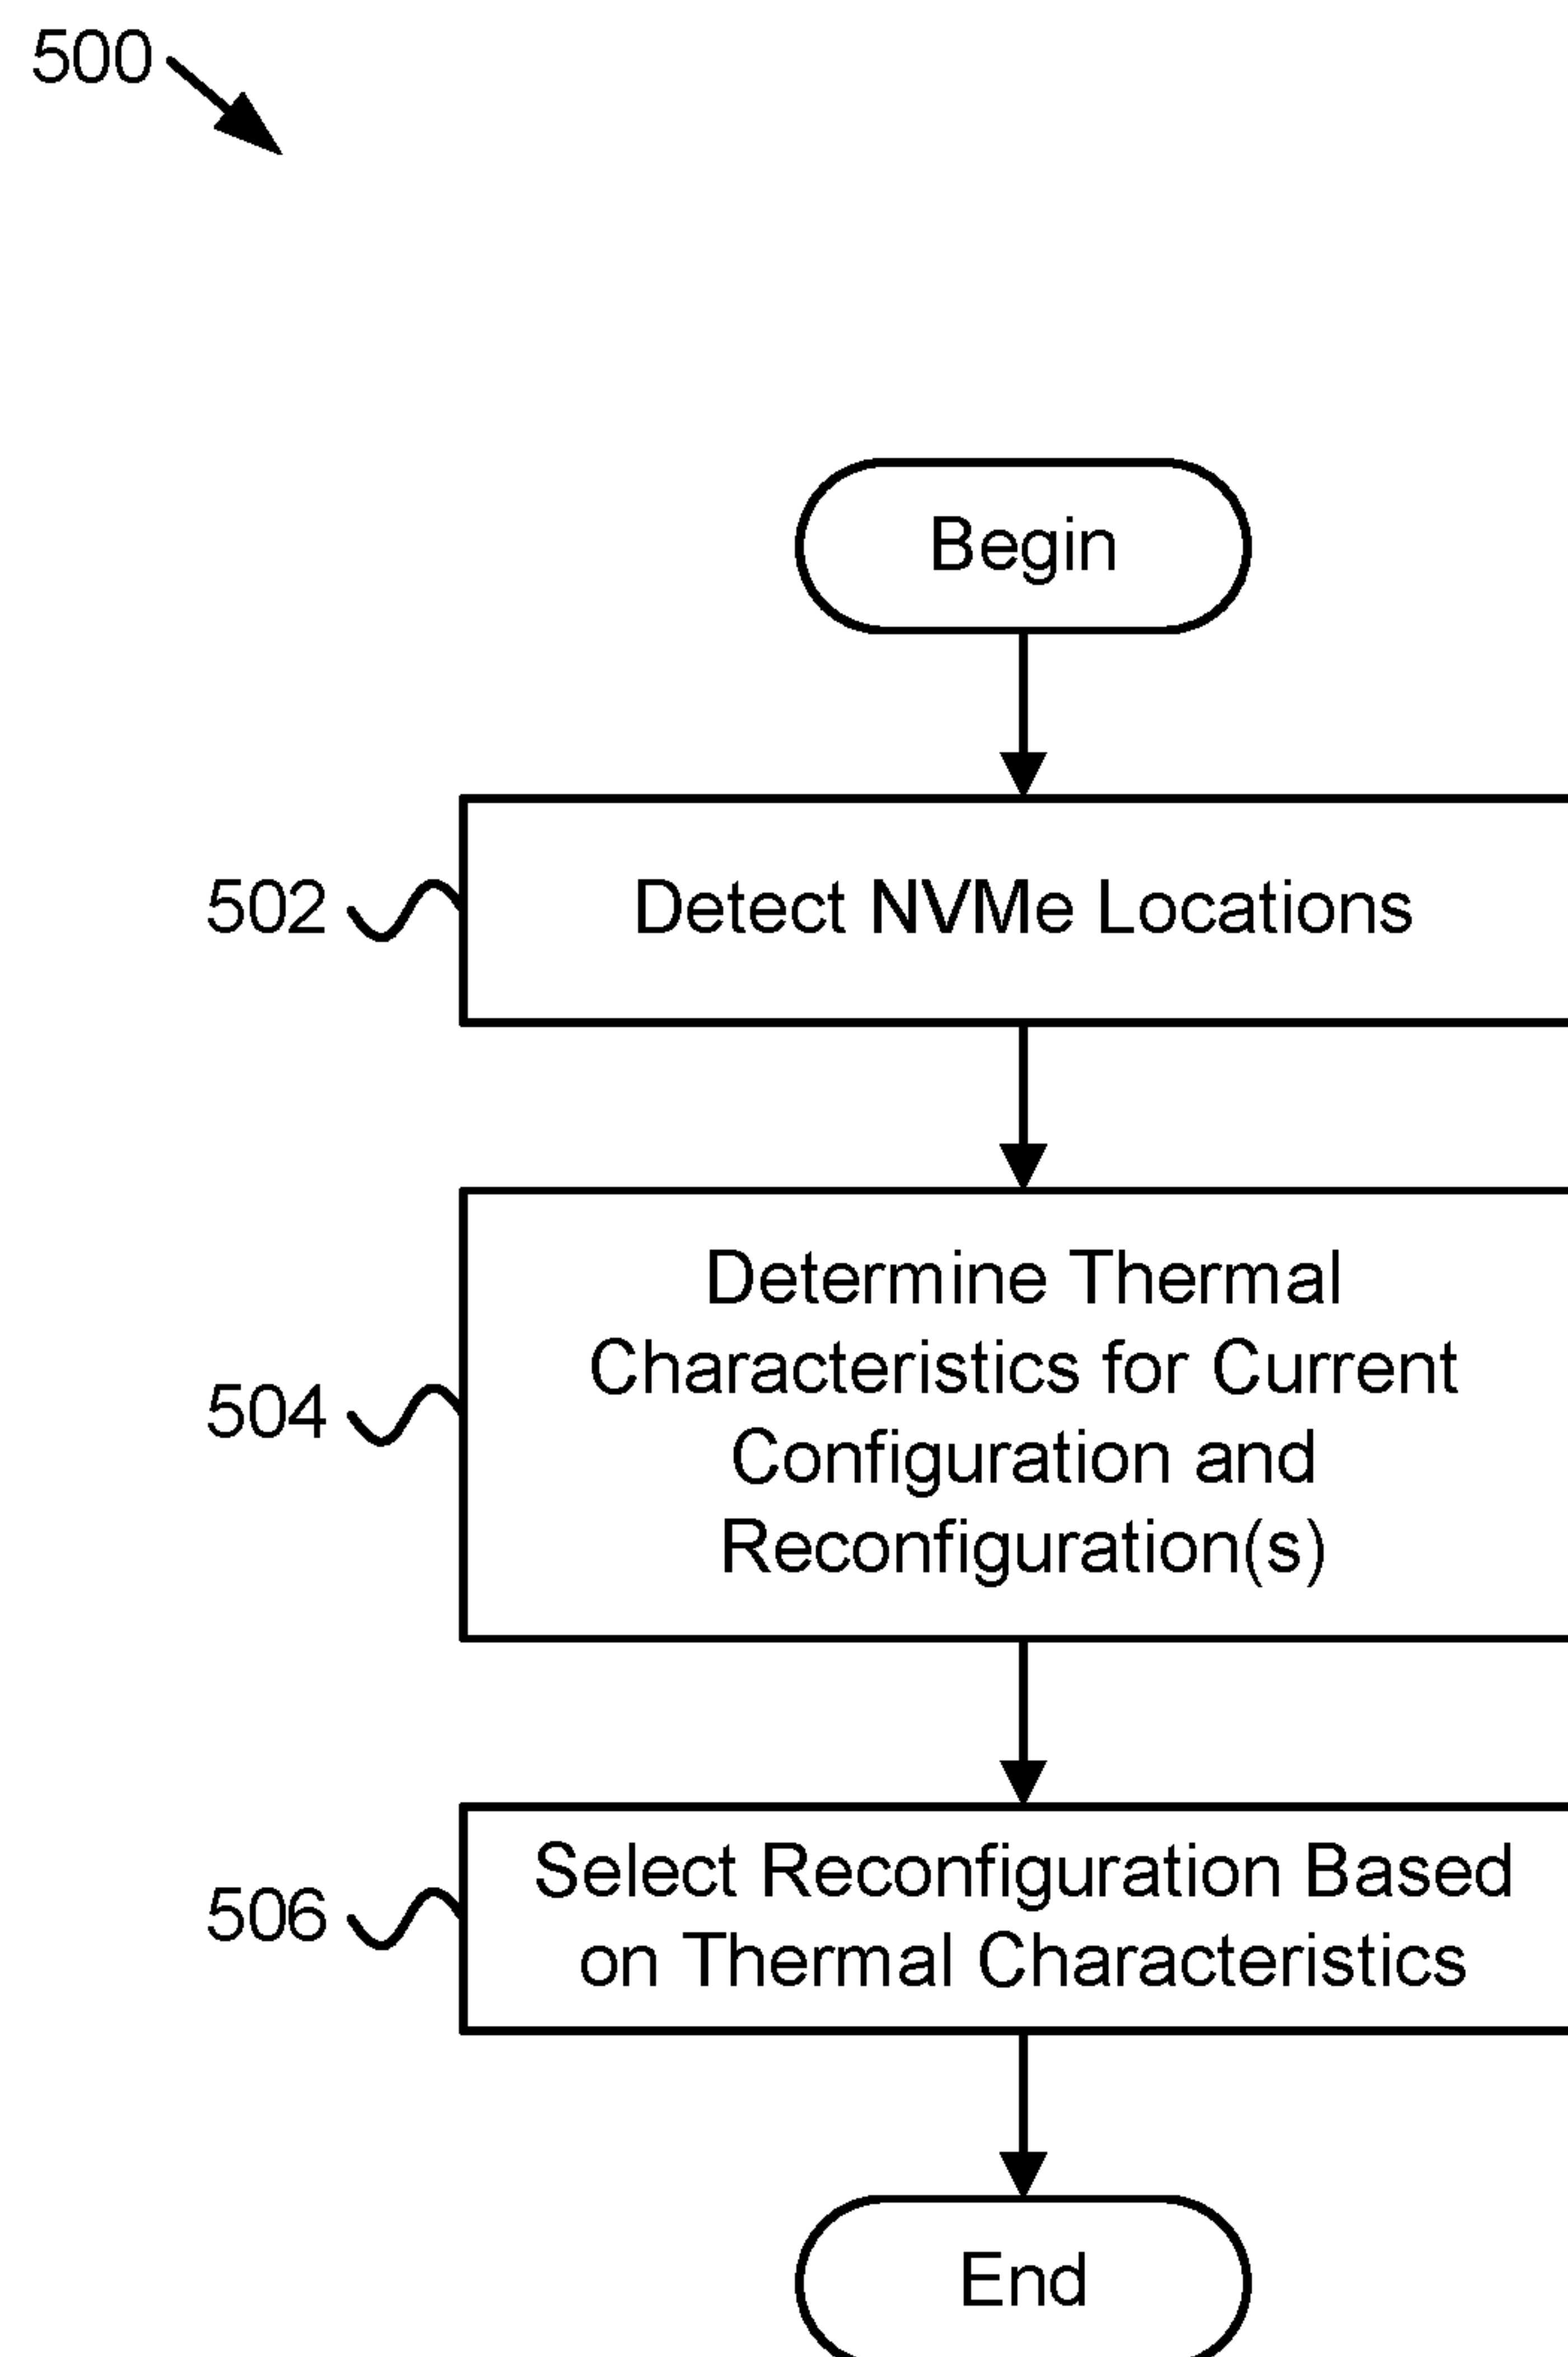 500
Begin
502
Detect NVMe Locations
504
Determine Thermal
Characteristics for Current
Configuration and
Reconfiguration(s)
506
Select Reconfiguration Based
on Thermal Characteristics
End